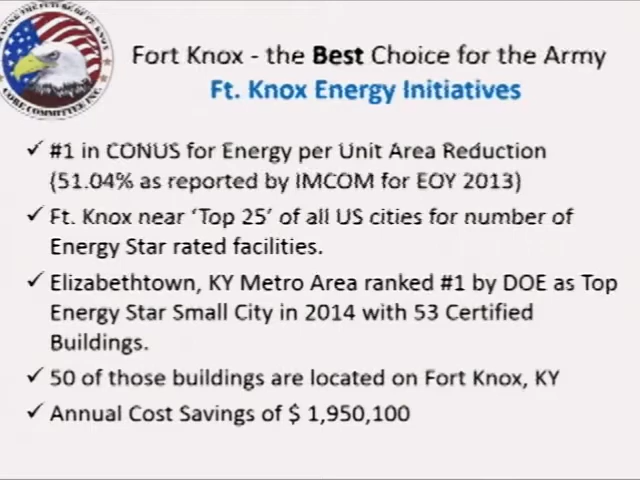 CORE COMMITTEE INC.
Fort Knox - the Best Choice for the Army
Ft. Knox Energy Initiatives
✓ #1 in CONUS for Energy per Unit Area Reduction
(51.04% as reported by IMCOM for EOY 2013)
✓ Ft. Knox near ‘Top 25’ of all US cities for number of
Energy Star rated facilities.
✓ Elizabethtown, KY Metro Area ranked #1 by DOE as Top
Energy Star Small City in 2014 with 53 Certified
Buildings.
✓ 50 of those buildings are located on Fort Knox, KY
✓ Annual Cost Savings of $ 1,950,100